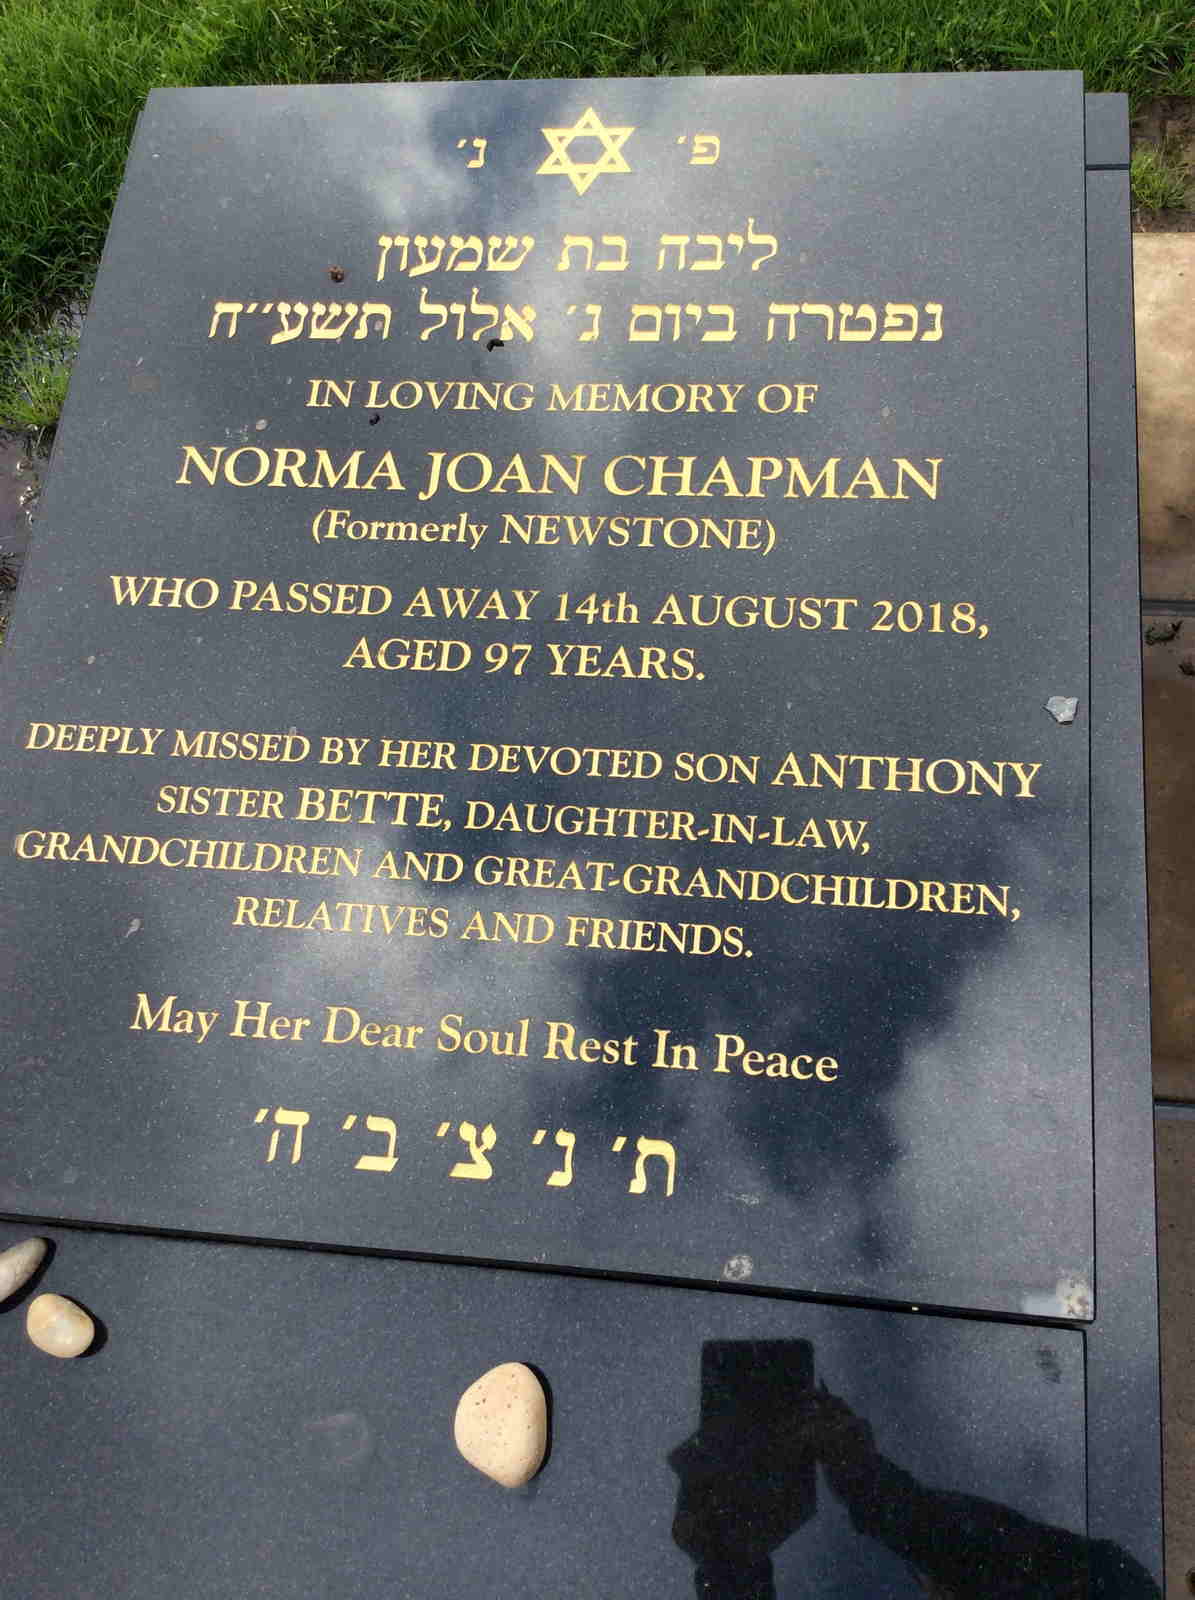 פ׳ נ׳
ליבה בת שמעון
נפטרה ביום ג׳ אלול תשע״ח
IN LOVING MEMORY OF
NORMA JOAN CHAPMAN
(Formerly NEWSTONE)
WHO PASSED AWAY 14th AUGUST 2018,
AGED 97 YEARS.
DEEPLY MISSED BY HER DEVOTED SON ANTHONY
SISTER BETTE, DAUGHTER-IN-LAW,
GRANDCHILDREN AND GREAT-GRANDCHILDREN,
RELATIVES AND FRIENDS.
May Her Dear Soul Rest In Peace
ת׳ נ׳ צ׳ ב׳ ה׳